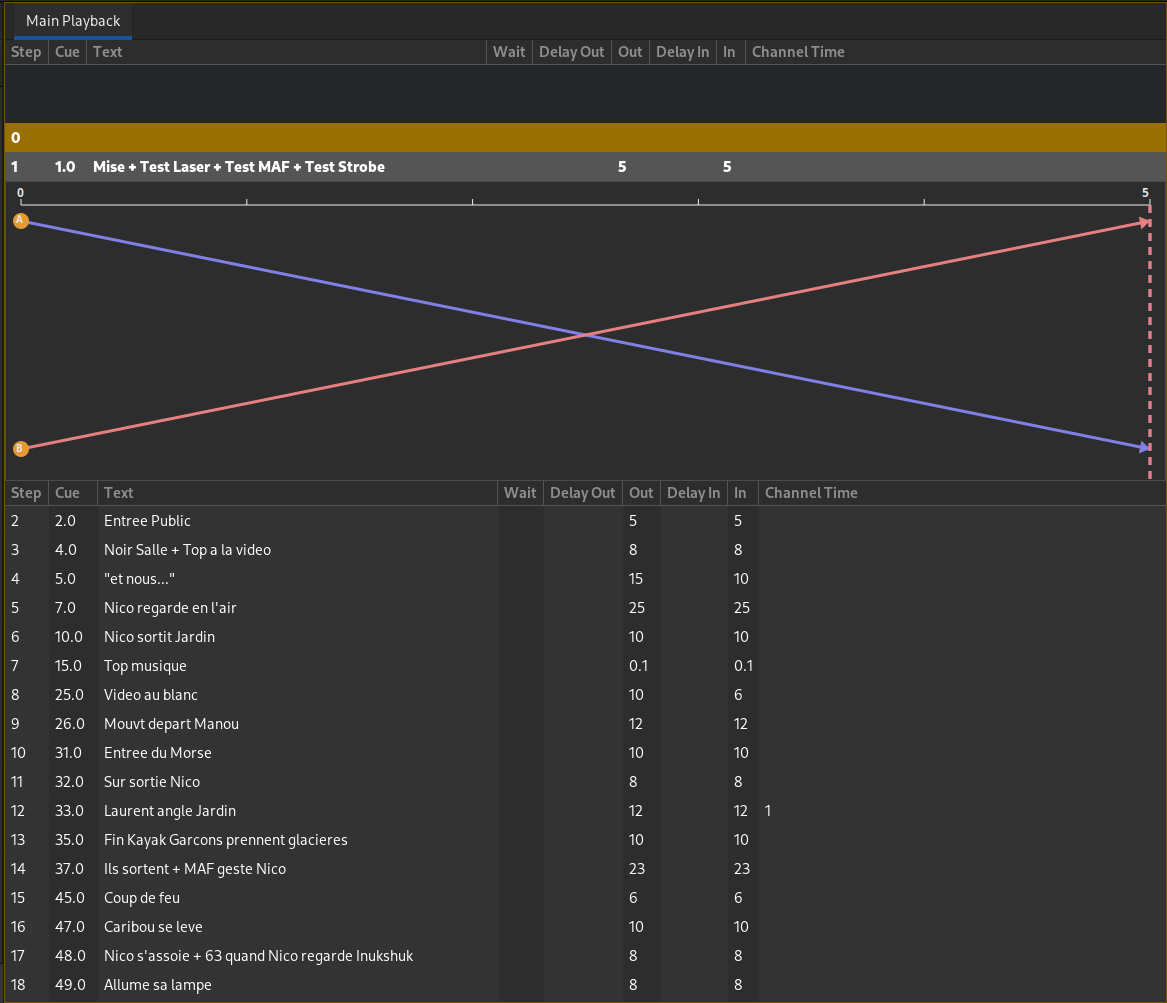 Main Playback
Step Cue Text Wait Delay Out Out Delay In In Channel Time
0
1 1.0 Mise + Test Laser + Test MAF + Test Strobe 5 5
0 5
A
B
Step Cue Text Wait Delay Out Out Delay In In Channel Time
2 2.0 Entree Public 5 5
3 4.0 Noir Salle + Top a la video 8 8
4 5.0 "et nous..." 15 10
5 7.0 Nico regarde en l'air 25 25
6 10.0 Nico sortit Jardin 10 10
7 15.0 Top musique 0.1 0.1
8 25.0 Video au blanc 10 6
9 26.0 Mouvt depart Manou 12 12
10 31.0 Entree du Morse 10 10
11 32.0 Sur sortie Nico 8 8
12 33.0 Laurent angle Jardin 12 12 1
13 35.0 Fin Kayak Garcons prennent glacieres 10 10
14 37.0 Ils sortent + MAF geste Nico 23 23
15 45.0 Coup de feu 6 6
16 47.0 Caribou se leve 10 10
17 48.0 Nico s'assoie + 63 quand Nico regarde Inukshuk 8 8
18 49.0 Allume sa lampe 8 8